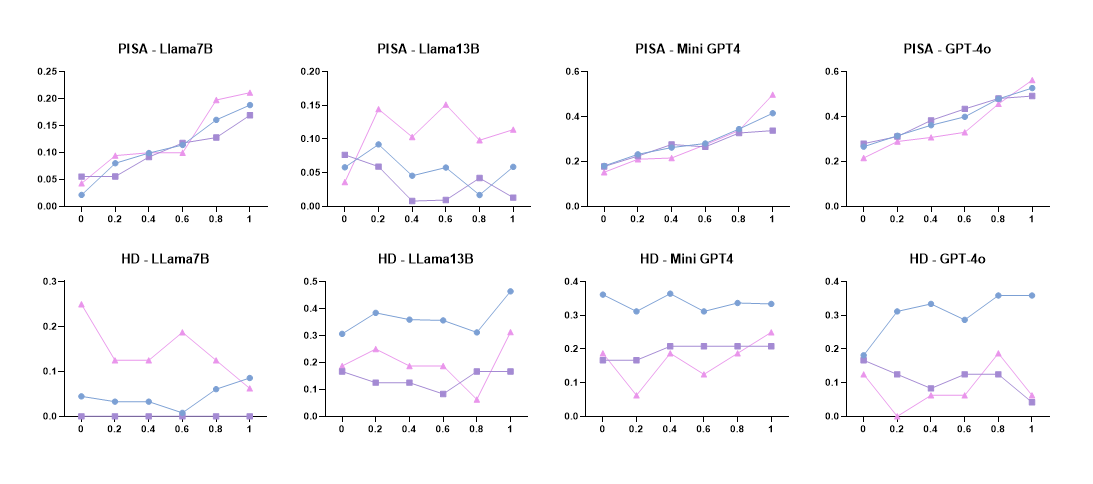 PISA - Llama7B
0.25
0.20
0.15
0.10
0.05
0.00
0 0.2 0.4 0.6 0.8 1
PISA - Llama13B
0.20
0.15
0.10
0.05
0.00
0 0.2 0.4 0.6 0.8 1
PISA - Mini GPT4
0.6
0.4
0.2
0.0
0 0.2 0.4 0.6 0.8 1
PISA - GPT-4o
0.6
0.4
0.2
0.0
0 0.2 0.4 0.6 0.8 1
HD - LLama7B
0.3
0.2
0.1
0.0
0 0.2 0.4 0.6 0.8 1
HD - LLama13B
0.5
0.4
0.3
0.2
0.1
0.0
0 0.2 0.4 0.6 0.8 1
HD - Mini GPT4
0.4
0.3
0.2
0.1
0.0
0 0.2 0.4 0.6 0.8 1
HD - GPT-4o
0.4
0.3
0.2
0.1
0.0
0 0.2 0.4 0.6 0.8 1